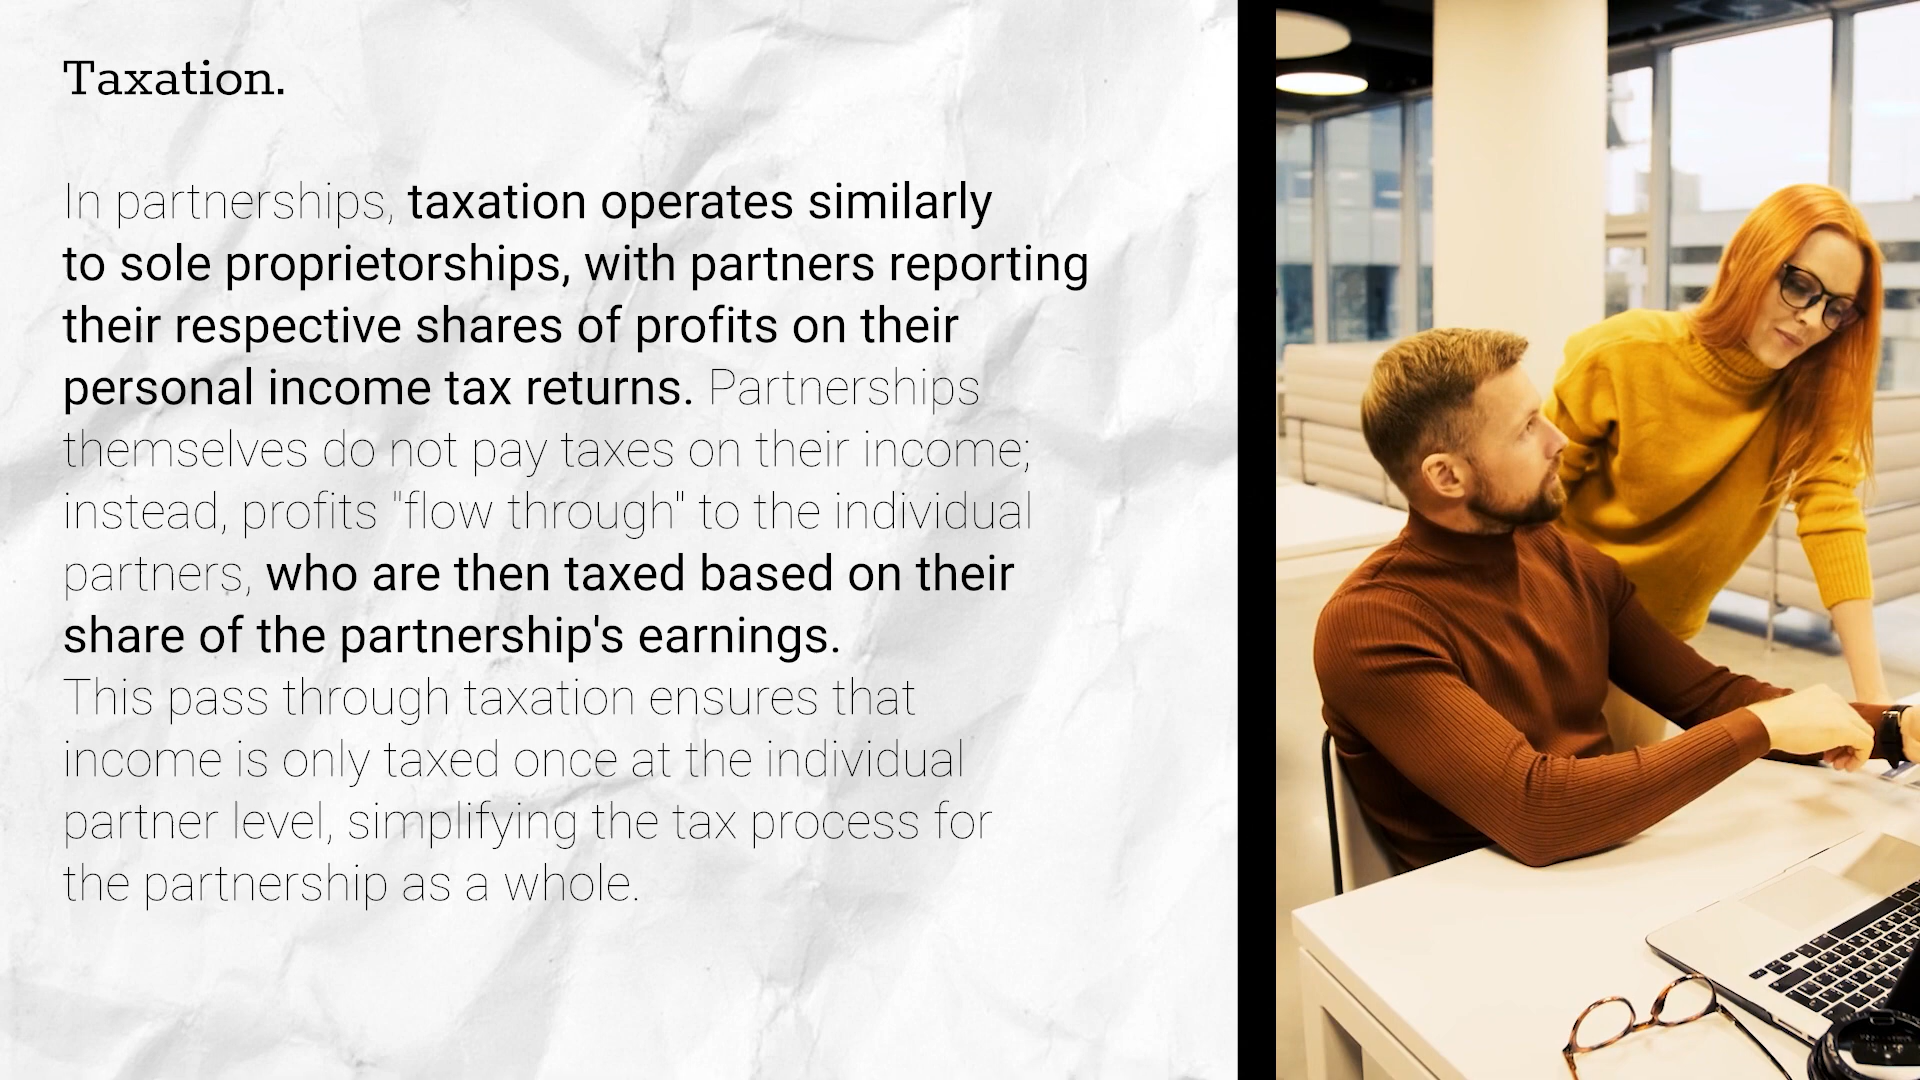 Taxation.
In partnerships, taxation operates similarly
to sole proprietorships, with partners reporting
their respective shares of profits on their
personal income tax returns. Partnerships
themselves do not pay taxes on their income;
instead, profits "flow through" to the individual
partners, who are then taxed based on their
share of the partnership's earnings.
This pass through taxation ensures that
income is only taxed once at the individual
partner level, simplifying the tax process for
the partnership as a whole.